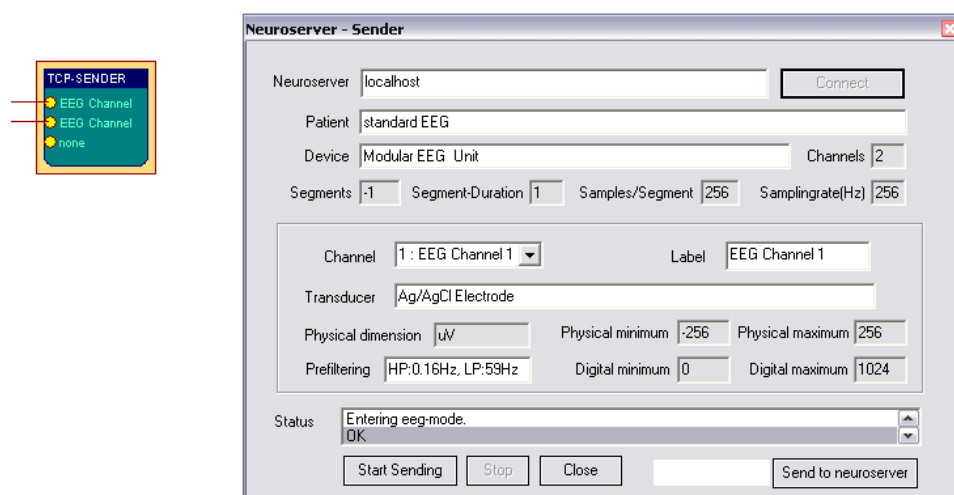 TCP-SENDER
EEG Channel
EEG Channel
none
Neuroserver - Sender
Neuroserver localhost Connect
Patient standard EEG
Device Modular EEG  Unit Channels 2
Segments -1 Segment-Duration 1 Samples/Segment 256 Samplingrate(Hz) 256
Channel 1 : EEG Channel 1 Label EEG Channel 1
Transducer Ag/AgCl Electrode
Physical dimension uV Physical minimum -256 Physical maximum 256
Prefiltering HP:0.16Hz, LP:59Hz Digital minimum 0 Digital maximum 1024
Status Entering eeg-mode.
OK
Start Sending Stop Close Send to neuroserver